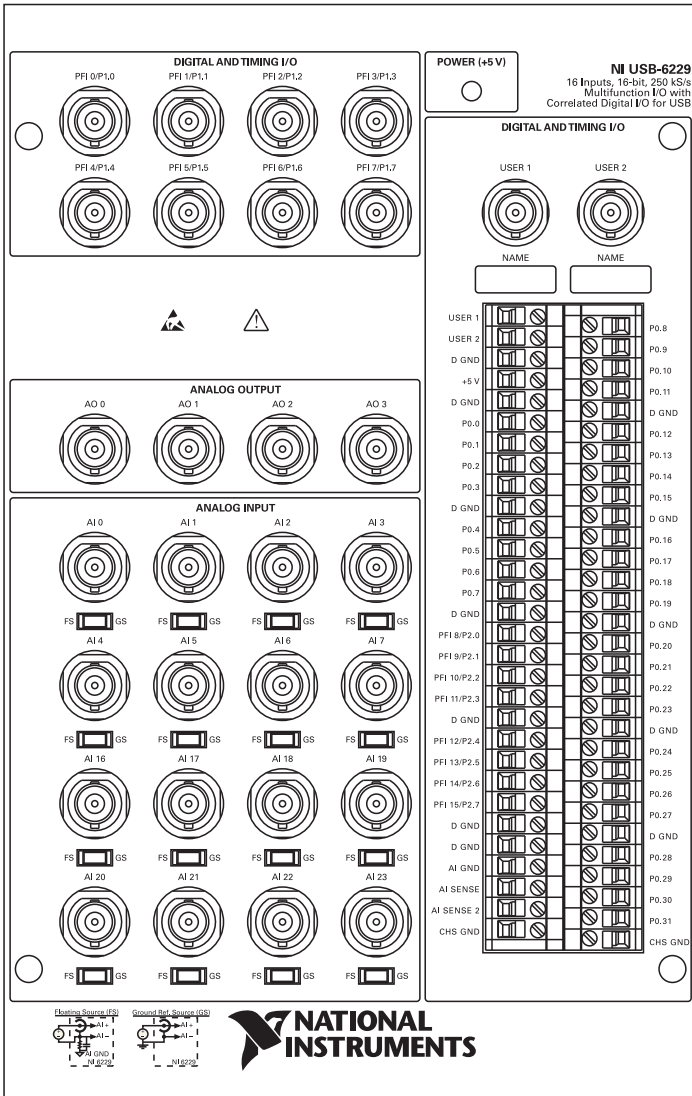 DIGITAL AND TIMING I/O
PFI 0/P1.0 PFI 1/P1.1 PFI 2/P1.2 PFI 3/P1.3
PFI 4/P1.4 PFI 5/P1.5 PFI 6/P1.6 PFI 7/P1.7
POWER (+5 V)
NI USB-6229
16 Inputs, 16-bit, 250 kS/s
Multifunction I/O with
Correlated Digital I/O for USB
ANALOG OUTPUT
AO 0 AO 1 AO 2 AO 3
ANALOG INPUT
AI 0 AI 1 AI 2 AI 3
FS GS FS GS FS GS FS GS
AI 4 AI 5 AI 6 AI 7
FS GS FS GS FS GS FS GS
AI 16 AI 17 AI 18 AI 19
FS GS FS GS FS GS FS GS
AI 20 AI 21 AI 22 AI 23
FS GS FS GS FS GS FS GS
DIGITAL AND TIMING I/O
USER 1 USER 2
NAME NAME
USER 1
USER 2
D GND
+5 V
D GND
P0.0
P0.1
P0.2
P0.3
D GND
P0.4
P0.5
P0.6
P0.7
D GND
PFI 8/P2.0
PFI 9/P2.1
PFI 10/P2.2
PFI 11/P2.3
D GND
PFI 12/P2.4
PFI 13/P2.5
PFI 14/P2.6
PFI 15/P2.7
D GND
D GND
AI GND
AI SENSE
AI SENSE 2
CHS GND
P0.8
P0.9
P0.10
P0.11
D GND
P0.12
P0.13
P0.14
P0.15
D GND
P0.16
P0.17
P0.18
P0.19
D GND
P0.20
P0.21
P0.22
P0.23
D GND
P0.24
P0.25
P0.26
P0.27
D GND
P0.28
P0.29
P0.30
P0.31
CHS GND
Floating Source (FS)
AI +
AI –
AI GND
NI 6229
Ground Ref. Source (GS)
AI +
AI –
NI 6229
NATIONAL
INSTRUMENTS